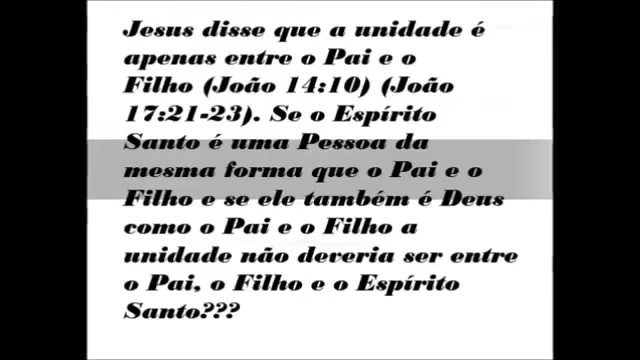 Jesus disse que a unidade é
apenas entre o Pai e o
Filho (João 14:10) (João
17:21-23). Se o Espírito
Santo é uma Pessoa da
mesma forma que o Pai e o
Filho e se ele também é Deus
como o Pai e o Filho a
unidade não deveria ser entre
o Pai, o Filho e o Espírito
Santo???